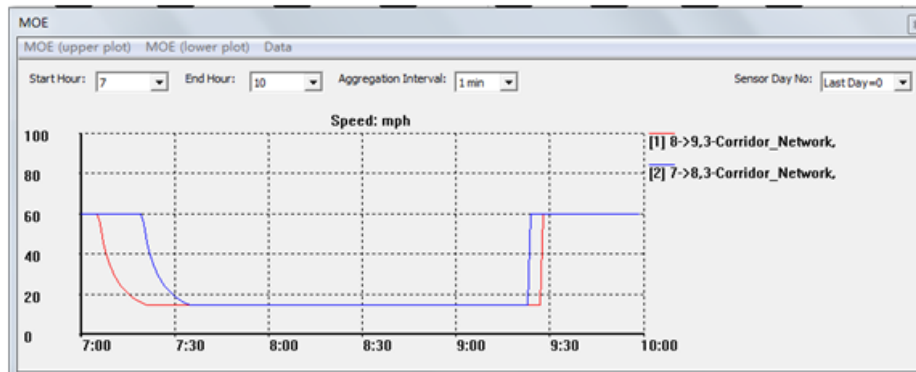 MOE
MOE (upper plot) MOE (lower plot) Data
Start Hour: 7 End Hour: 10 Aggregation Interval: 1 min Sensor Day No: Last Day=0
Speed: mph
100
80
60
40
20
0
[1] 8->9,3-Corridor_Network,
[2] 7->8,3-Corridor_Network,
7:00 7:30 8:00 8:30 9:00 9:30 10:00